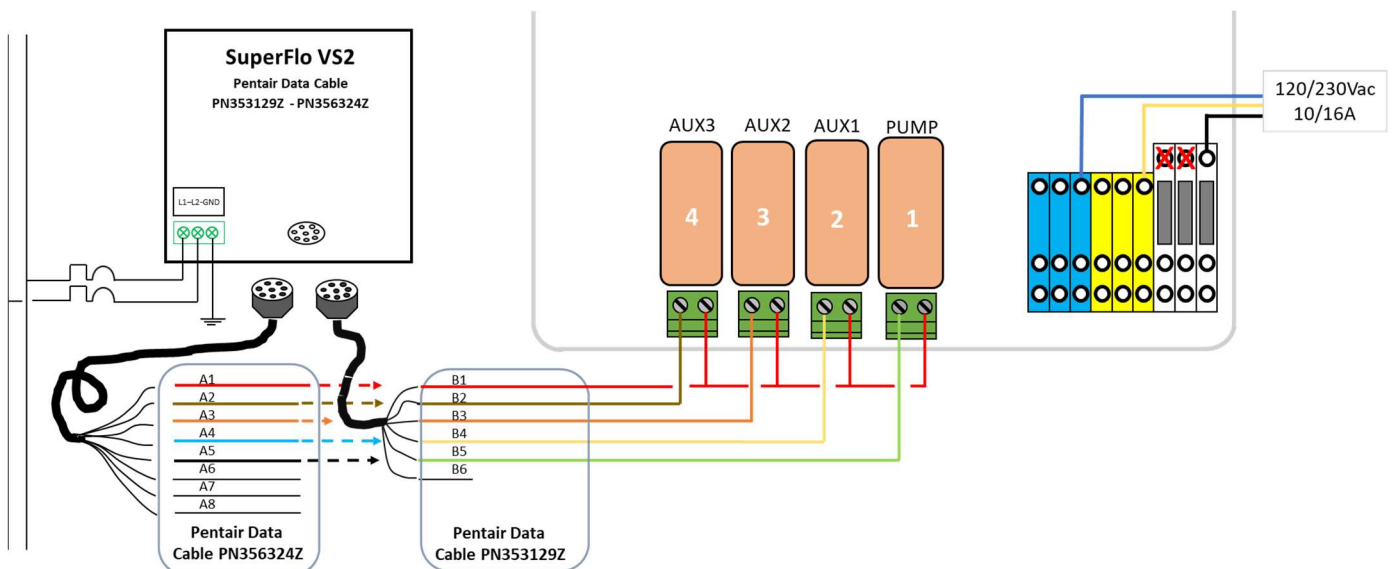 SuperFlo VS2
Pentair Data Cable
PN353129Z - PN356324Z
L1-L2-GND
AUX3
AUX2
AUX1
PUMP
4
3
2
1
120/230Vac
10/16A
A1
A2
A3
A4
A5
A6
A7
A8
Pentair Data
Cable PN356324Z
B1
B2
B3
B4
B5
B6
Pentair Data
Cable PN353129Z